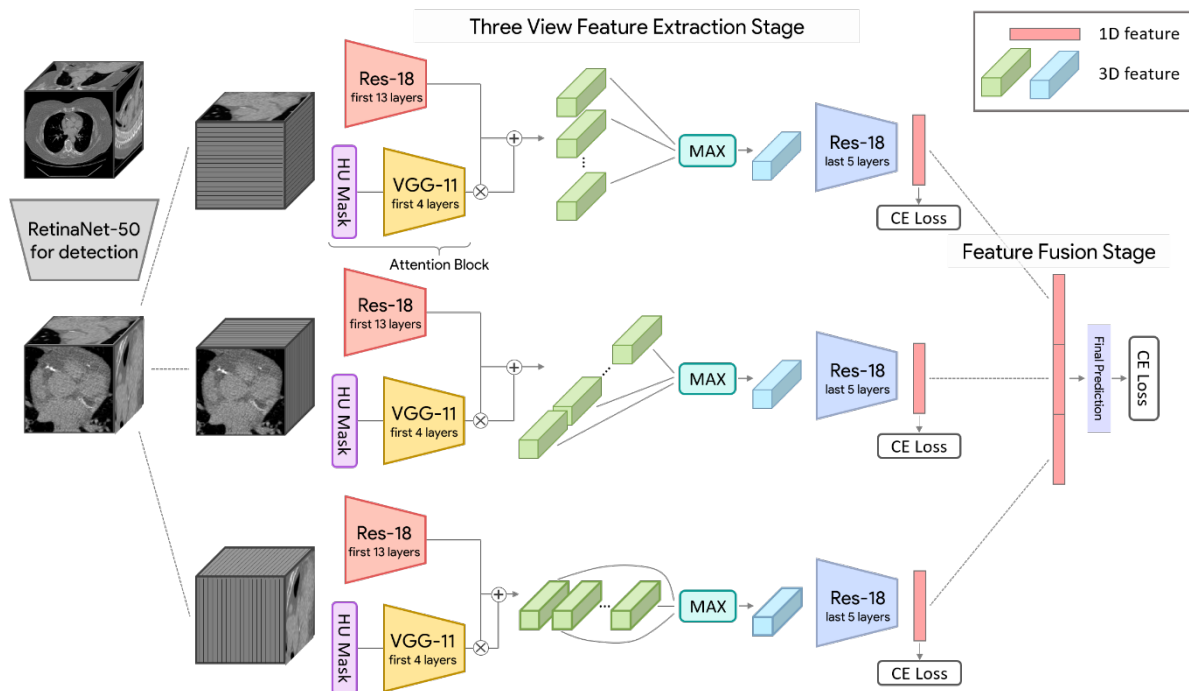 Three View Feature Extraction Stage
1D feature
3D feature
RetinaNet-50
for detection
Res-18
first 13 layers
HU Mask
VGG-11
first 4 layers
Attention Block
MAX
Res-18
last 5 layers
CE Loss
Feature Fusion Stage
Res-18
first 13 layers
HU Mask
VGG-11
first 4 layers
MAX
Res-18
last 5 layers
CE Loss
Final Prediction
CE Loss
Res-18
first 13 layers
HU Mask
VGG-11
first 4 layers
MAX
Res-18
last 5 layers
CE Loss